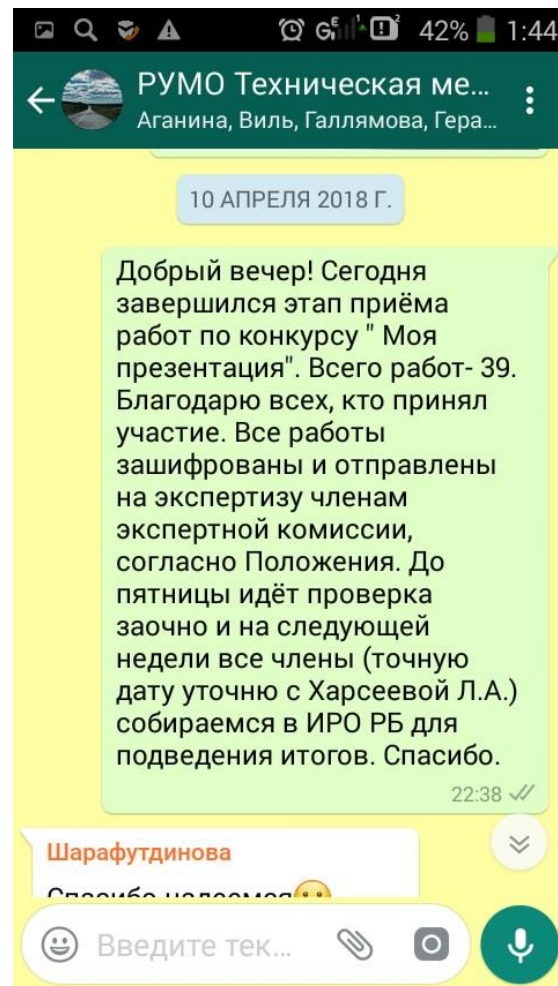 42% 1:44
РУМО Техническая ме...
Аганина, Виль, Галлямова, Гера...
10 АПРЕЛЯ 2018 Г.
Добрый вечер! Сегодня
завершился этап приёма
работ по конкурсу " Моя
презентация". Всего работ- 39.
Благодарю всех, кто принял
участие. Все работы
зашифрованы и отправлены
на экспертизу членам
экспертной комиссии,
согласно Положения. До
пятницы идёт проверка
заочно и на следующей
недели все члены (точную
дату уточню с Харсеевой Л.А.)
собираемся в ИРО РБ для
подведения итогов. Спасибо.
22:38
Шарафутдинова
Спасибо надеемся
Введите тек...